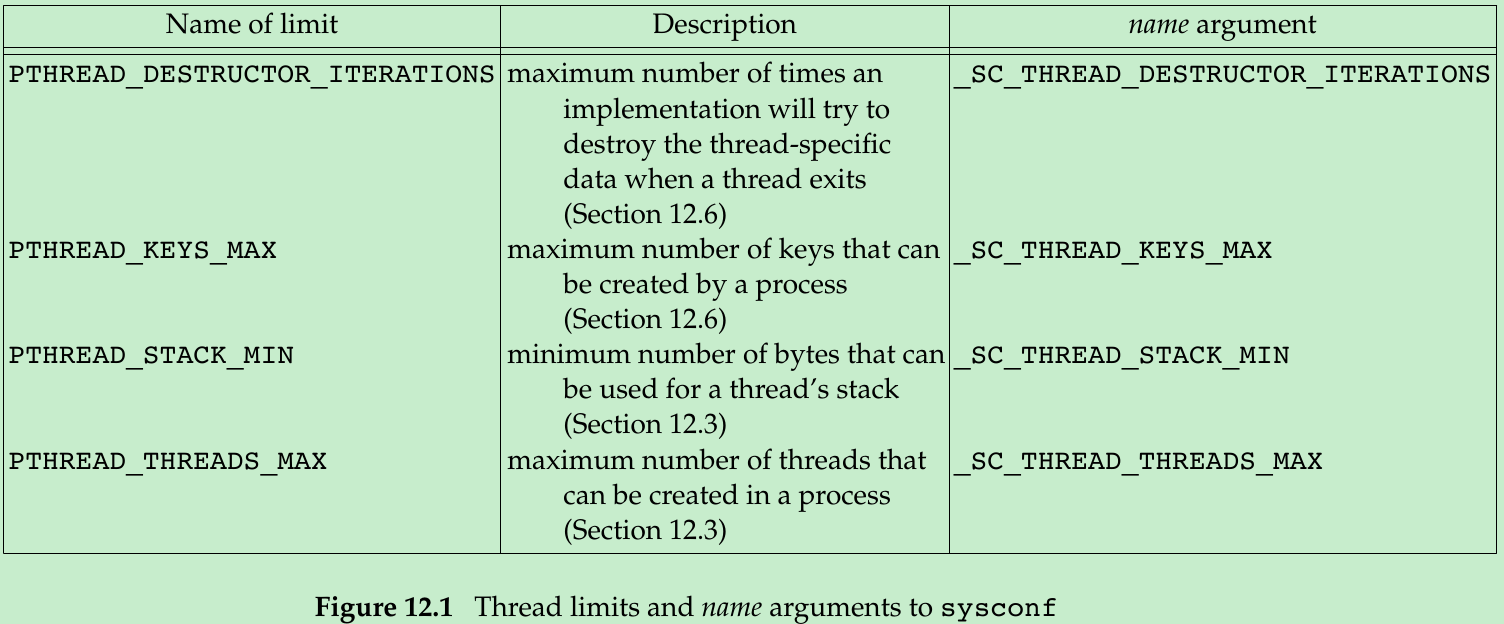 Name of limit Description name argument
PTHREAD_DESTRUCTOR_ITERATIONS maximum number of times an _SC_THREAD_DESTRUCTOR_ITERATIONS
implementation will try to
destroy the thread-specific
data when a thread exits
(Section 12.6)
PTHREAD_KEYS_MAX maximum number of keys that can _SC_THREAD_KEYS_MAX
be created by a process
(Section 12.6)
PTHREAD_STACK_MIN minimum number of bytes that can _SC_THREAD_STACK_MIN
be used for a thread’s stack
(Section 12.3)
PTHREAD_THREADS_MAX maximum number of threads that _SC_THREAD_THREADS_MAX
can be created in a process
(Section 12.3)
Figure 12.1 Thread limits and name arguments to sysconf